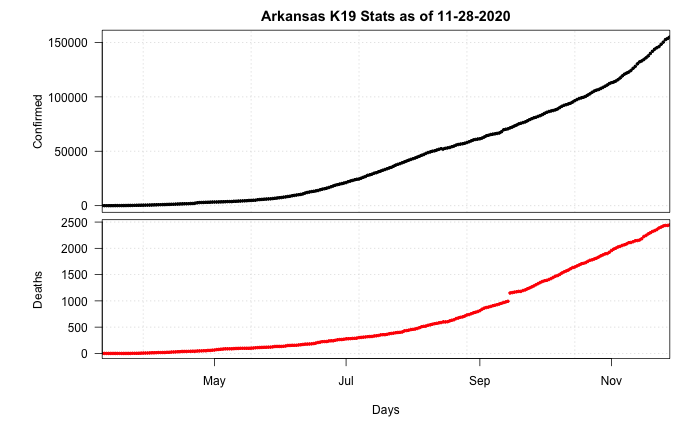 Arkansas K19 Stats as of 11-28-2020
Confirmed
150000
100000
50000
0
Deaths
2500
2000
1500
1000
500
0
May Jul Sep Nov
Days